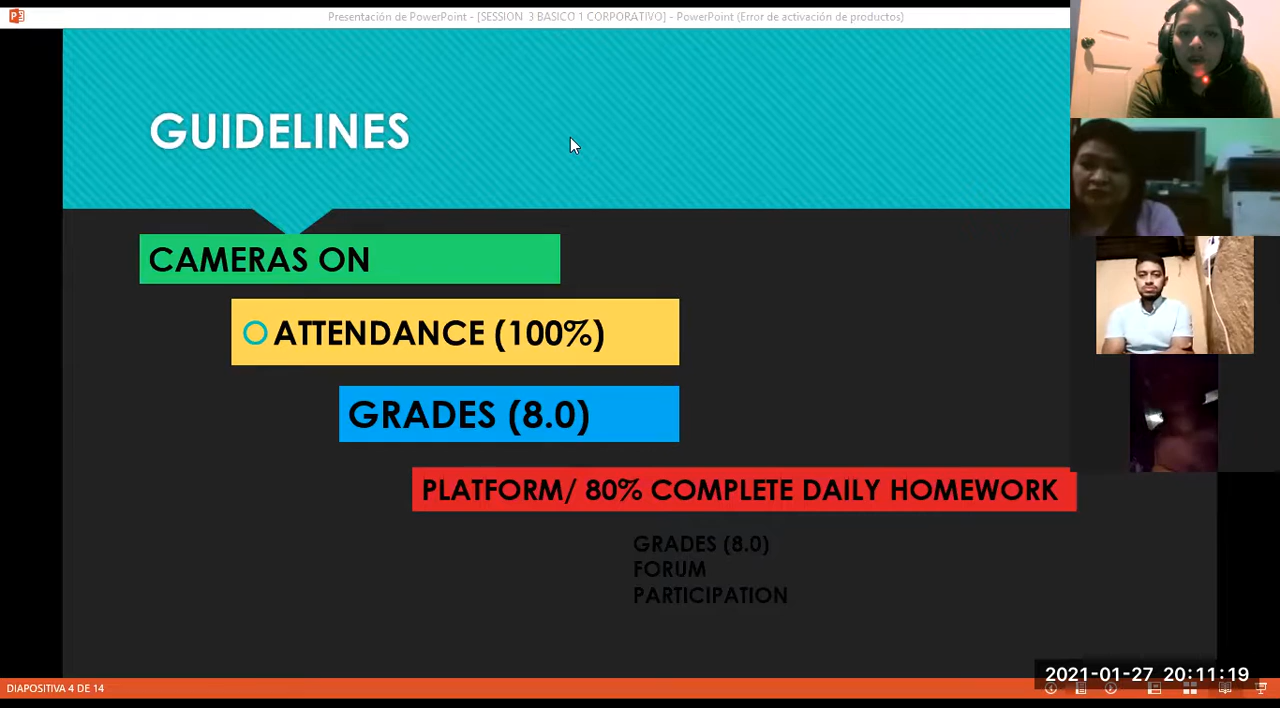 Presentación de PowerPoint - [SESSION 3 BASICO 1 CORPORATIVO] - PowerPoint (Error de activación de productos)
GUIDELINES
CAMERAS ON
ATTENDANCE (100%)
GRADES (8.0)
PLATFORM/ 80% COMPLETE DAILY HOMEWORK
GRADES (8.0)
FORUM
PARTICIPATION
2021-01-27 20:11:19
DIAPOSITIVA 4 DE 14